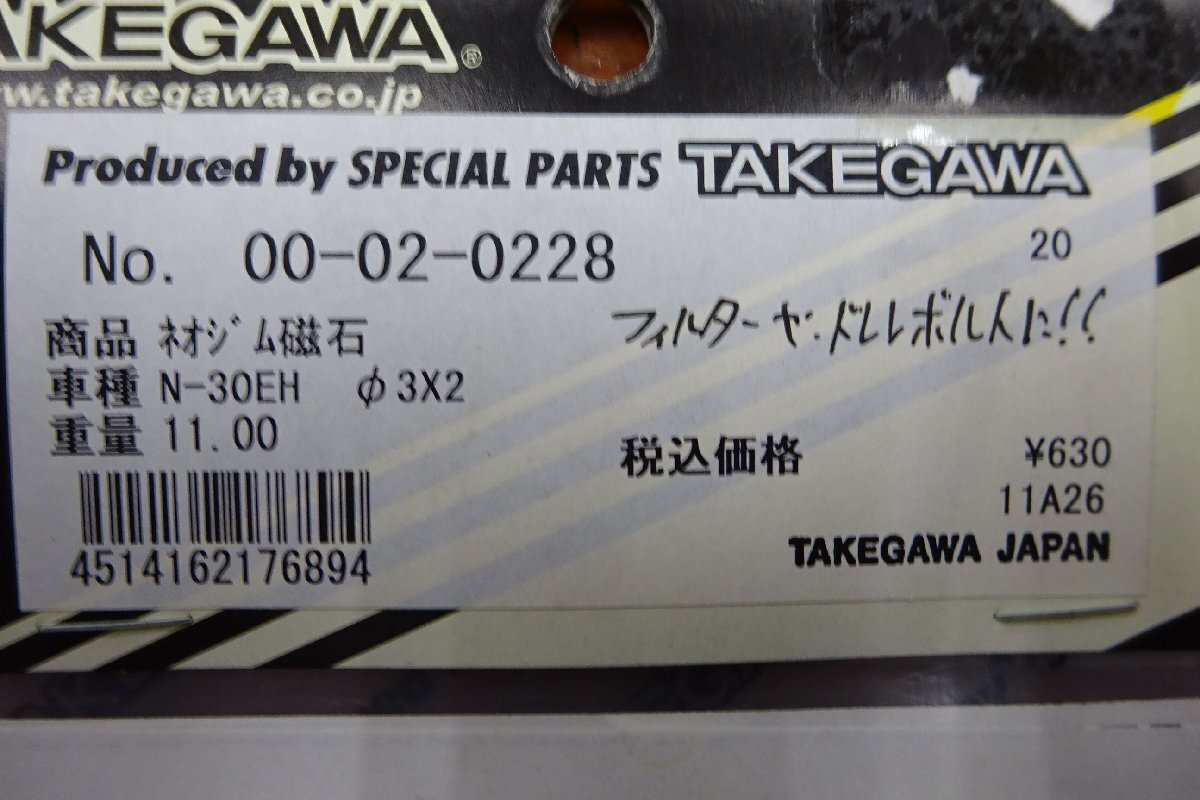 TAKEGAWA®
www.takegawa.co.jp
Produced by SPECIAL PARTS TAKEGAWA
No. 00-02-0228
20
商品 ﾈｵｼﾞﾑ磁石
フィルターヤ、ドレンボルトに!!
車種 N-30EH φ3X2
重量 11.00
税込価格 ¥630
11A26
4514162176894
TAKEGAWA JAPAN